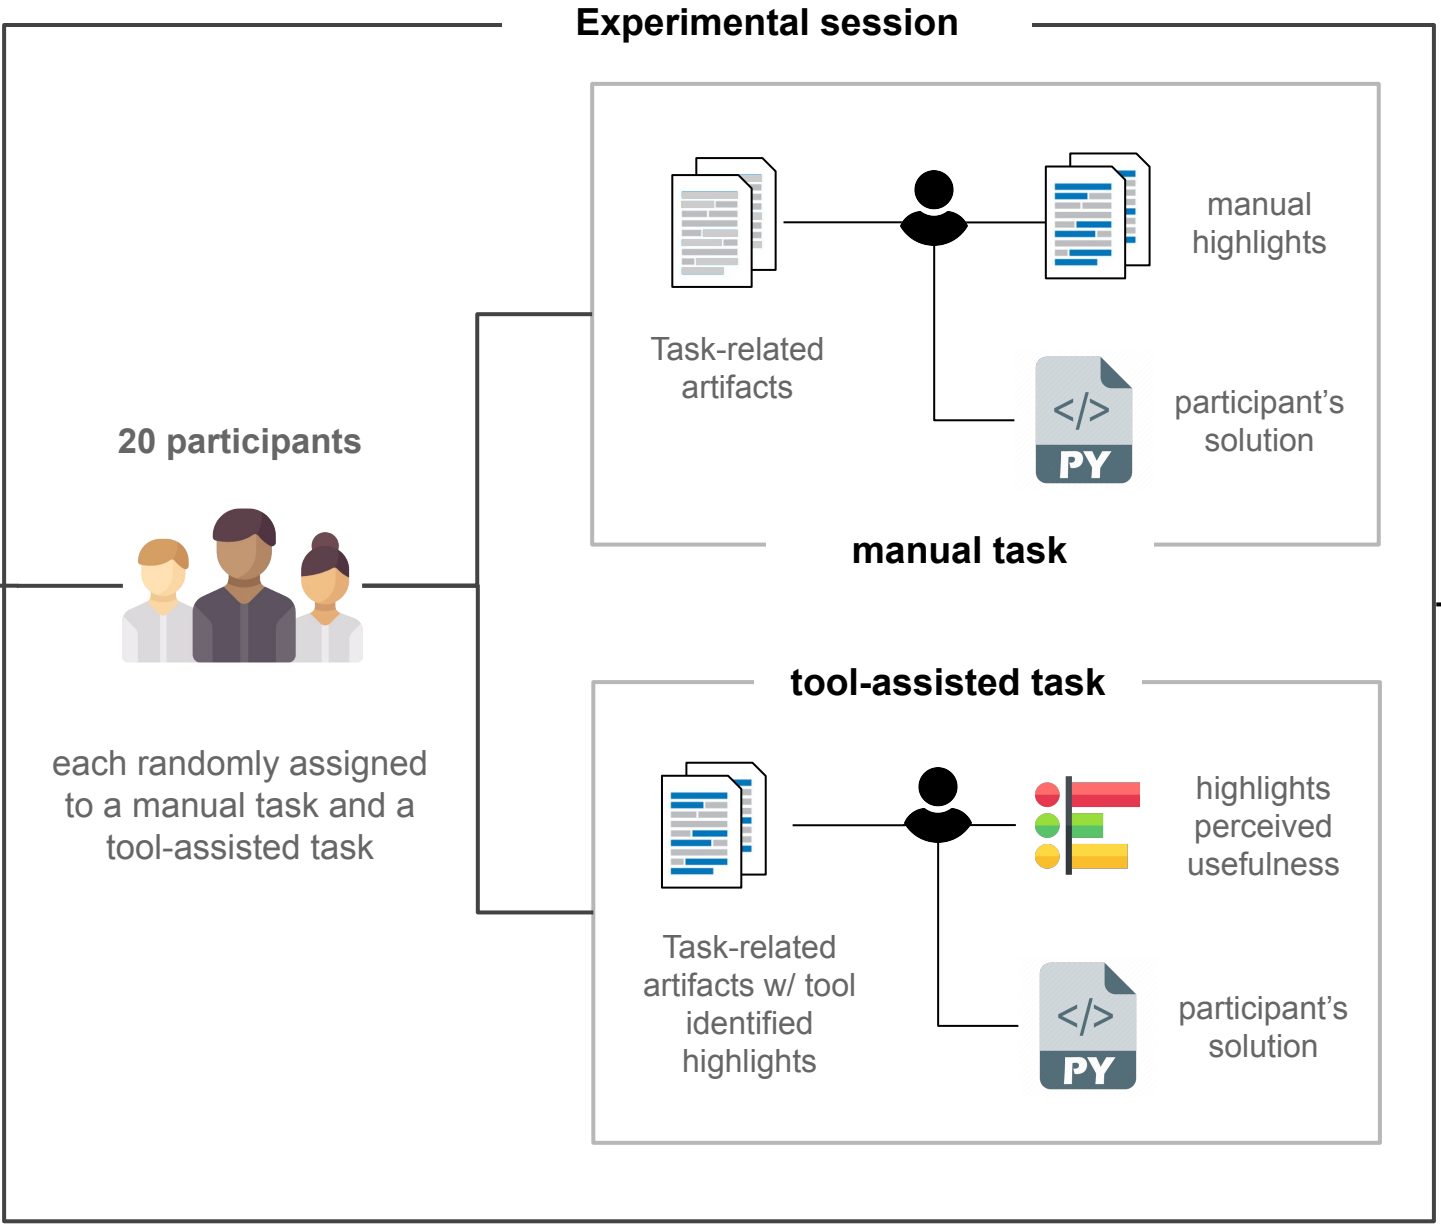 Experimental session
manual
highlights
Task-related
artifacts
</>
PY
participant's
solution
manual task
20 participants
each randomly assigned
to a manual task and a
tool-assisted task
tool-assisted task
highlights
perceived
usefulness
Task-related
artifacts w/ tool
identified
highlights
</>
PY
participant's
solution